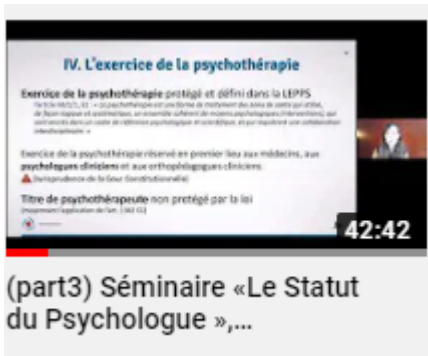 IV. L'exercice de la psychothérapie
Exercice de la psychothérapie protégé et défini dans la LEPPS
Exercice de la psychothérapie réservé en premier lieu aux médecins, aux
psychologues cliniciens et aux orthopédagogues cliniciens
(Jurisprudence de la Cour Constitutionnelle)
Titre de psychothérapeute non protégé par la loi
42:42
(part3) Séminaire «Le Statut
du Psychologue »,...